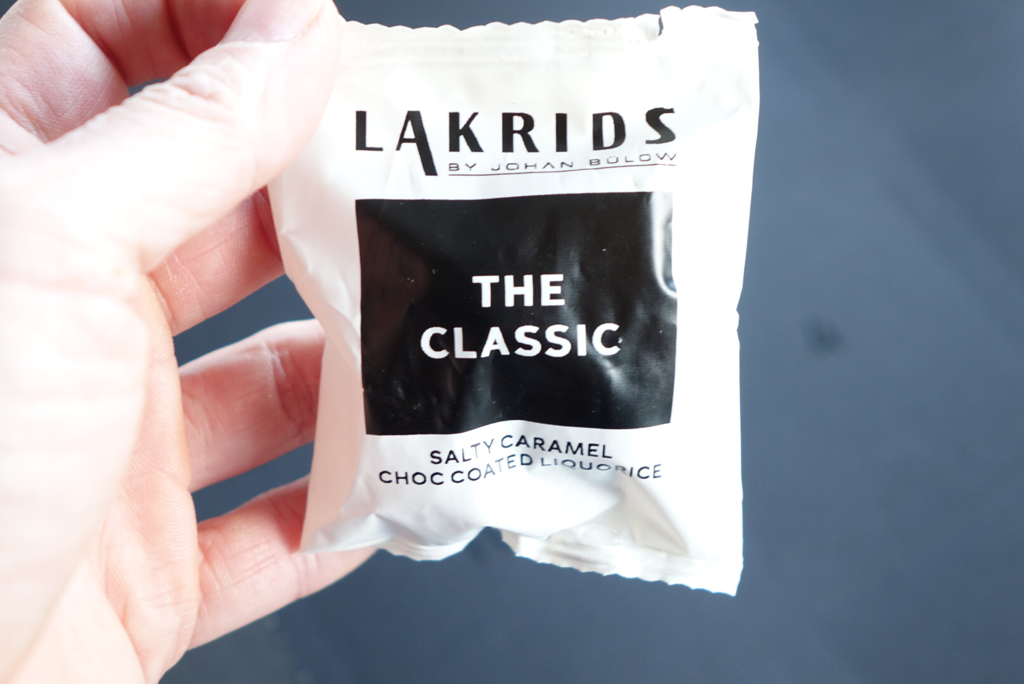 LAKRIDS
BY JOHAN BÜLOW
THE
CLASSIC
SALTY CARAMEL
CHOC COATED LIQUORICE